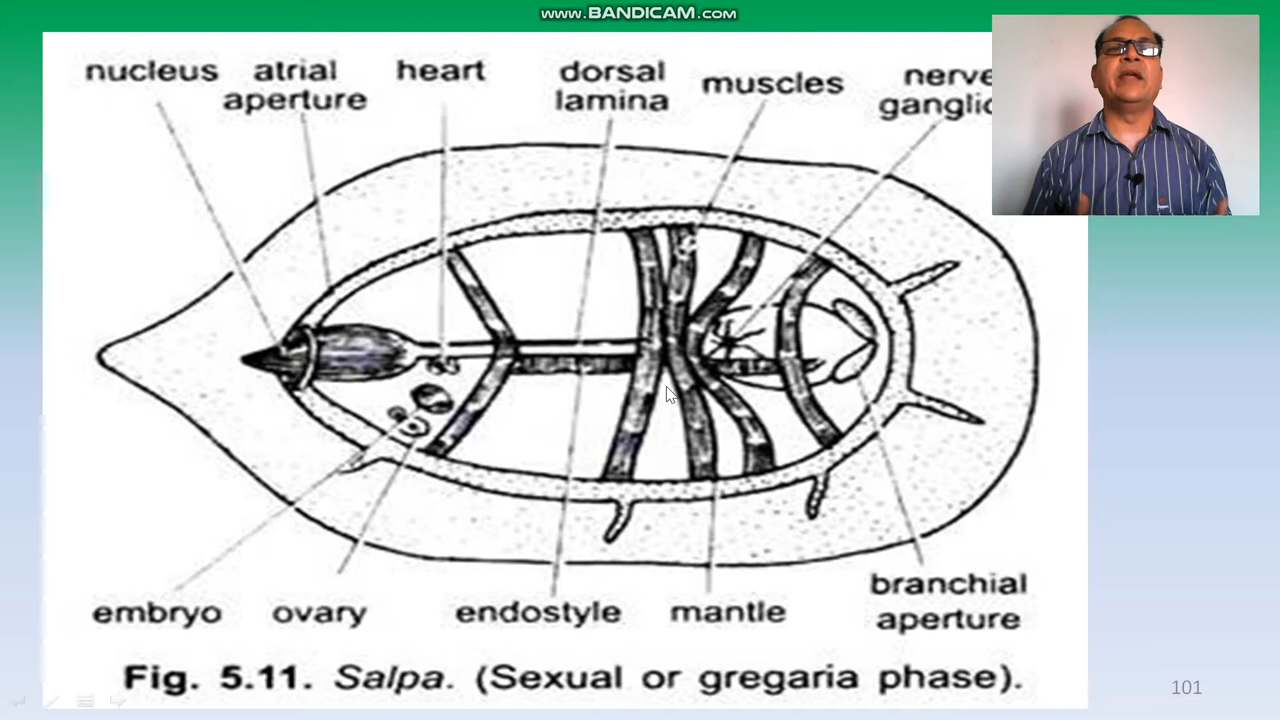 www.BANDICAM.com
nucleus atrial aperture
heart
dorsal lamina
muscles
nerve
embryo
ovary
endostyle
mantle
branchial aperture
Fig. 5.11. Salpa. (Sexual or gregaria phase).
101